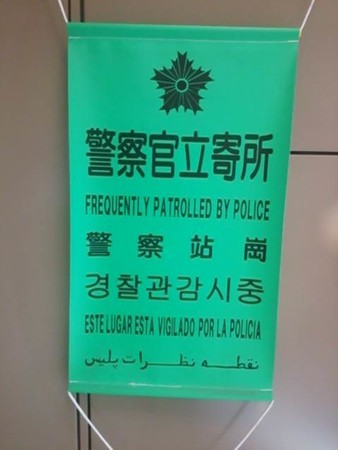 警察官立寄所
FREQUENTLY PATROLLED BY POLICE
警察站崗
경찰관감시중
ESTE LUGAR ESTA VIGILADO POR LA POLICIA
نقطه نظرات پلیس